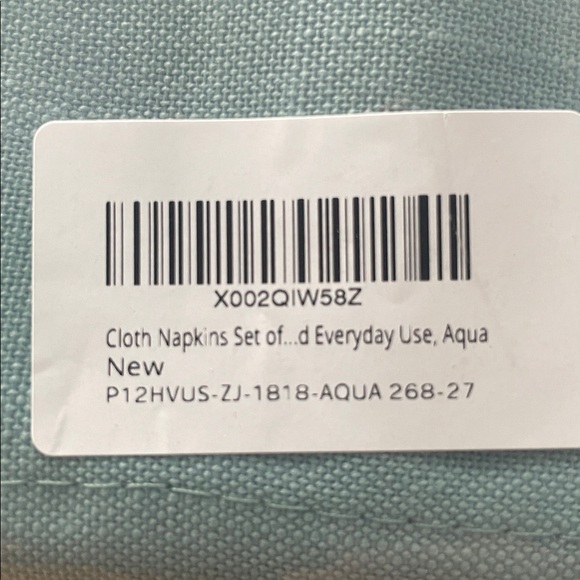 X002QIW58Z
Cloth Napkins Set of...d Everyday Use, Aqua
New
P12HVUS-ZJ-1818-AQUA 268-27